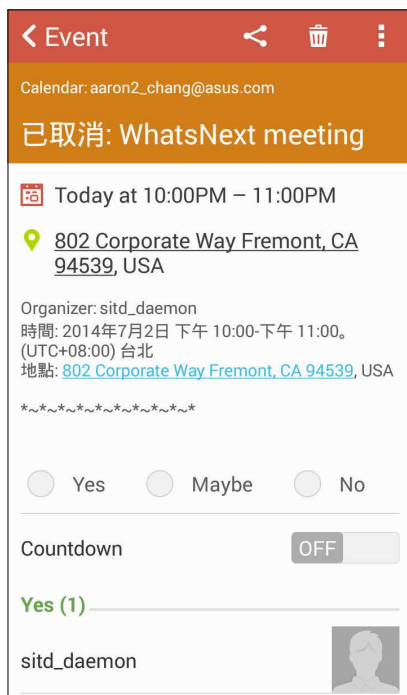 Event
Calendar: aaron2_chang@asus.com
已取消: WhatsNext meeting
Today at 10:00PM – 11:00PM
802 Corporate Way Fremont, CA
94539, USA
Organizer: sitd_daemon
時間: 2014年7月2日 下午 10:00-下午 11:00。
(UTC+08:00) 台北
地點: 802 Corporate Way Fremont, CA 94539, USA
*~*~*~*~*~*~*~*~*~*
Yes Maybe No
Countdown OFF
Yes (1)
sitd_daemon